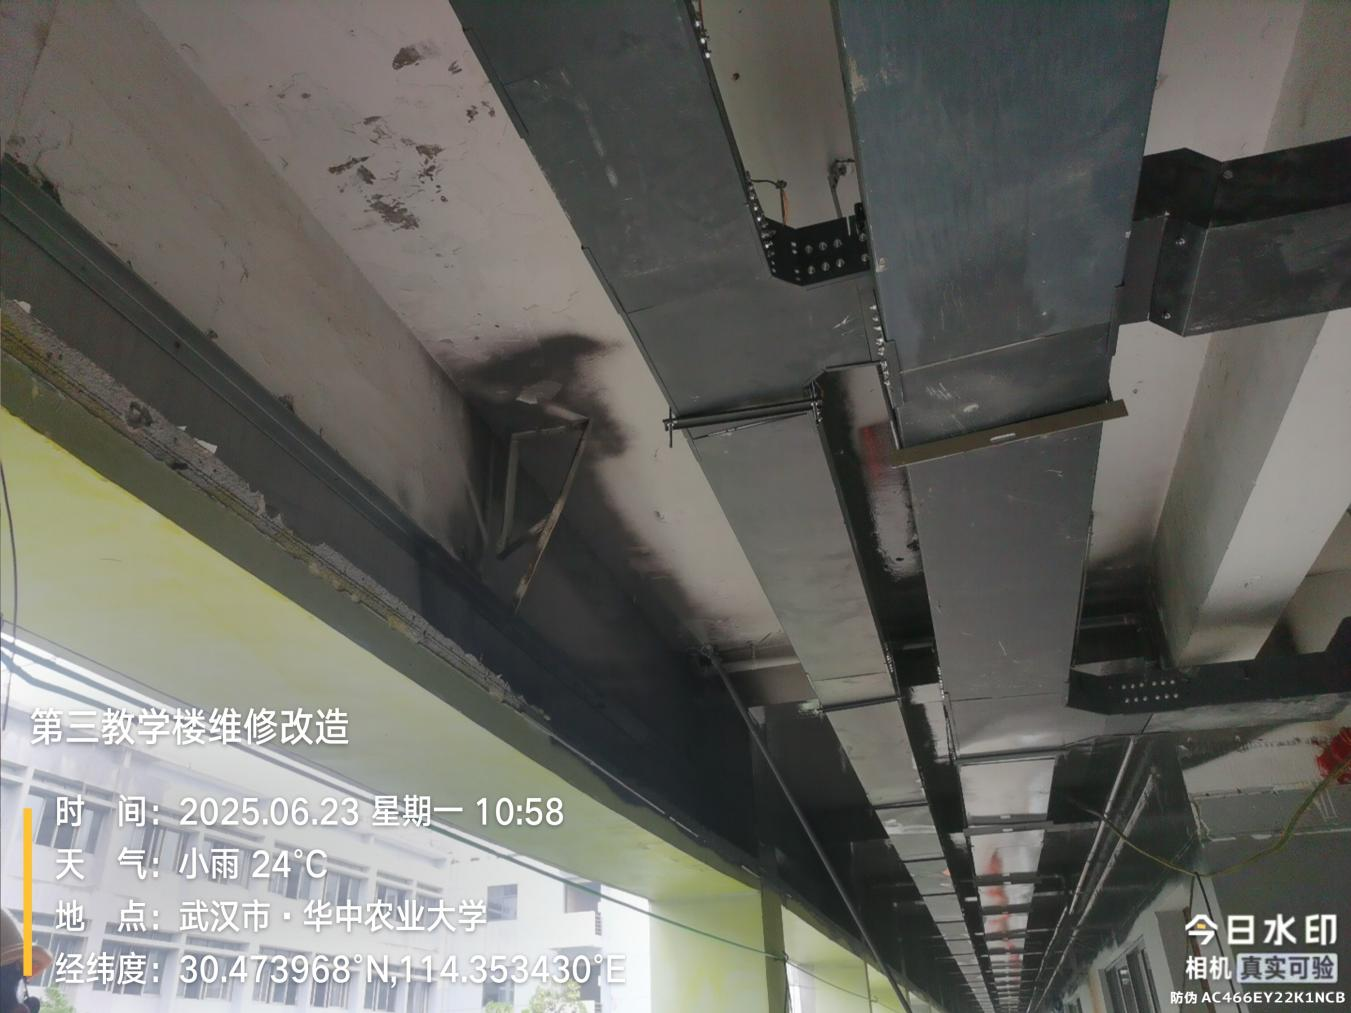 第三教学楼维修改造
时 间：2025.06.23 星期一 10:58
天 气：小雨 24℃
地 点：武汉市·华中农业大学
经纬度：30.473968°N,114.353430°E
今日水印
相机 真实可验
防伪 AC466EY22K1NCB